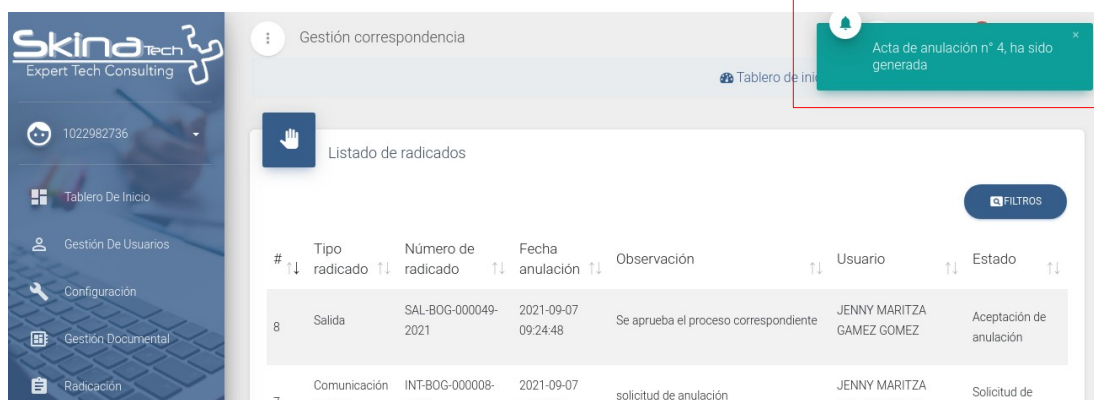 Skina Tech
Expert Tech Consulting
Gestión correspondencia
Acta de anulación n° 4, ha sido
generada
×
Tablero de
1022982736
Listado de radicados
FILTROS
Tablero De Inicio
Gestión De Usuarios
Configuración
Gestión Documental
Radicación
# Tipo radicado Número de radicado Fecha anulación Observación Usuario Estado
8 Salida SAL-BOG-000049-2021 2021-09-07 09:24:48 Se aprueba el proceso correspondiente JENNY MARITZA GAMEZ GOMEZ Aceptación de anulación
Comunicación INT-BOG-000008- 2021-09-07 solicitud de anulación JENNY MARITZA Solicitud de